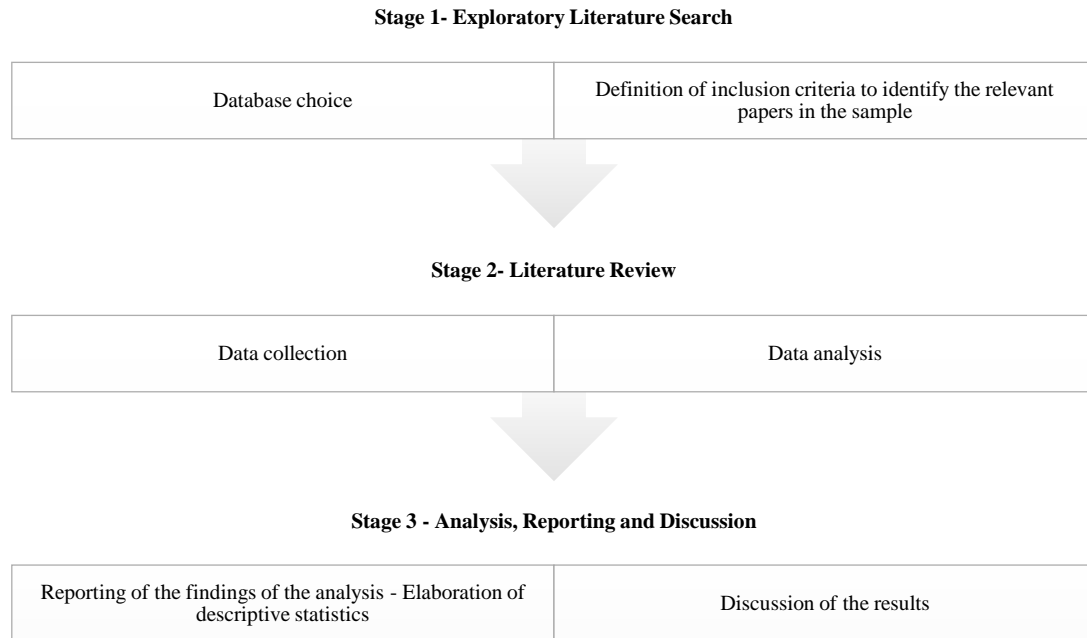 Stage 1- Exploratory Literature Search
Database choice
Definition of inclusion criteria to identify the relevant
papers in the sample
Stage 2- Literature Review
Data collection
Data analysis
Stage 3 - Analysis, Reporting and Discussion
Reporting of the findings of the analysis - Elaboration of
descriptive statistics
Discussion of the results